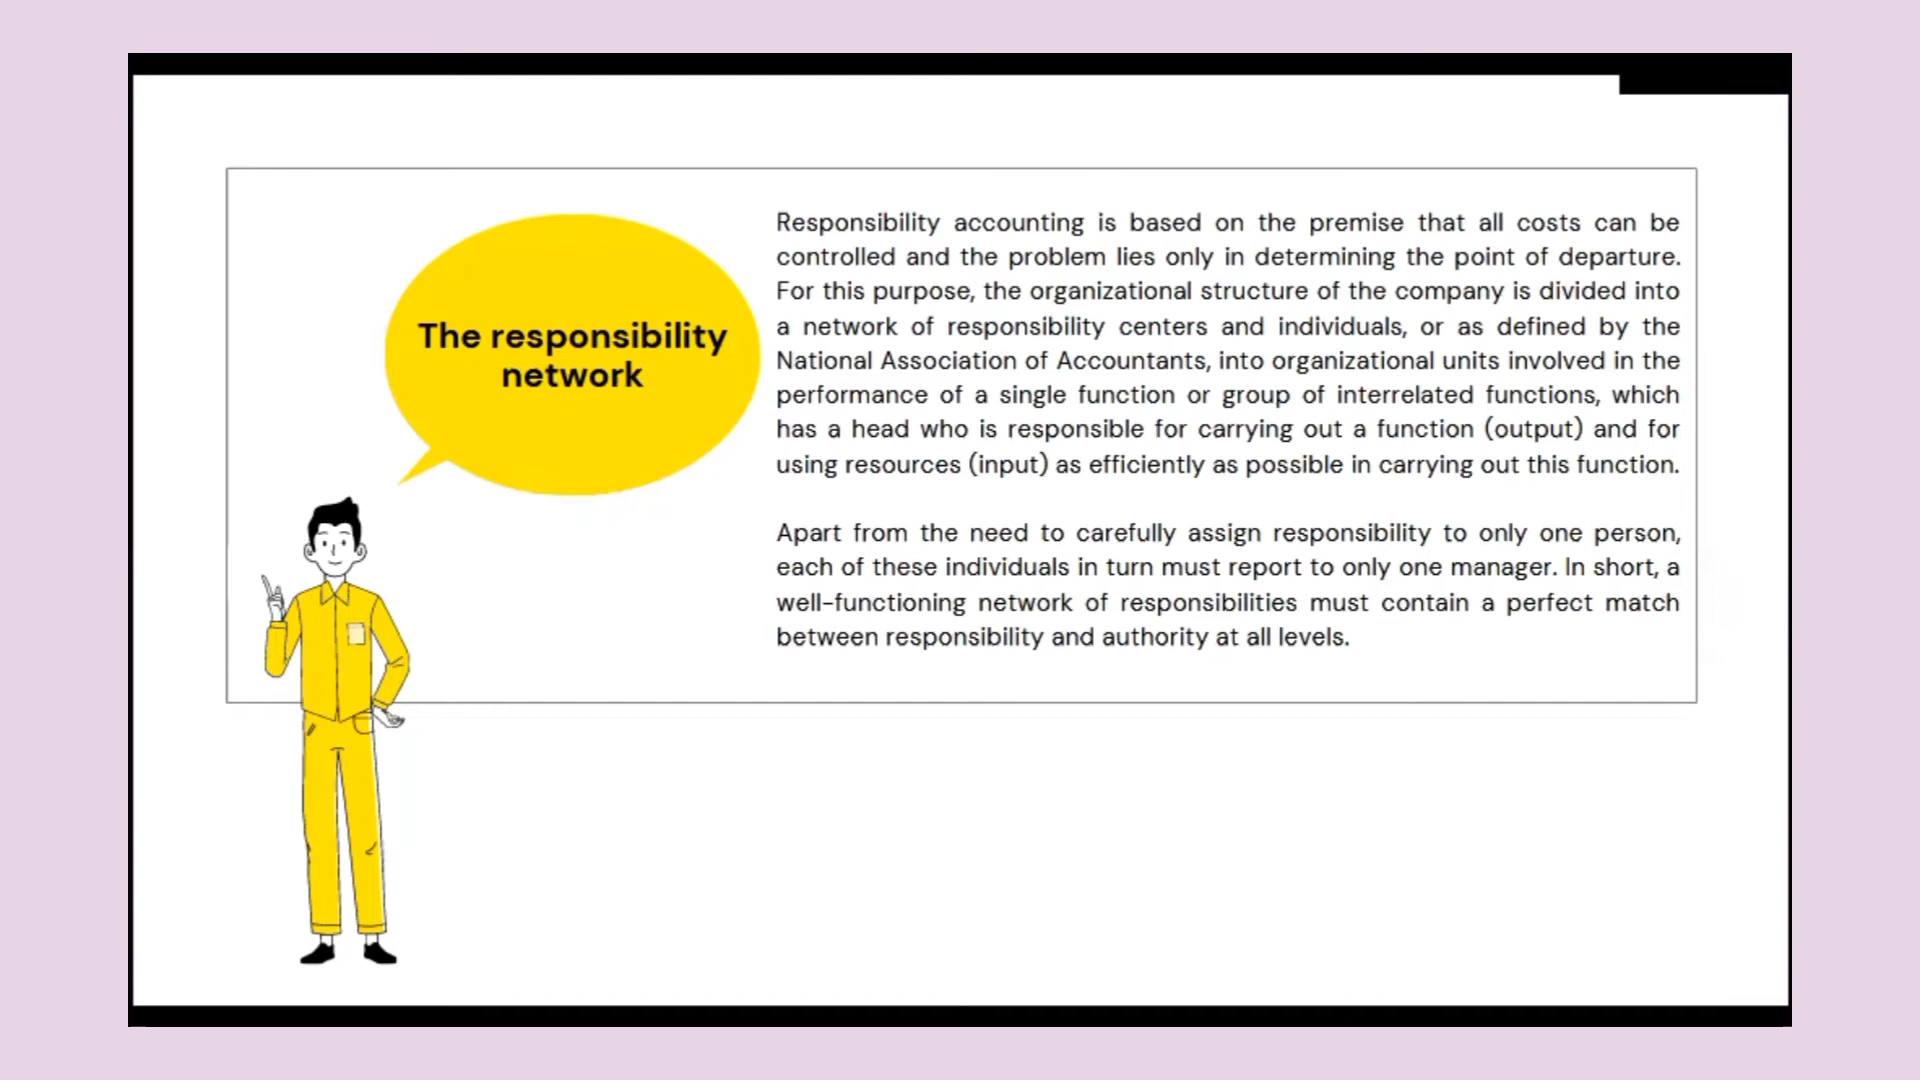 The responsibility
network
Responsibility accounting is based on the premise that all costs can be
controlled and the problem lies only in determining the point of departure.
For this purpose, the organizational structure of the company is divided into
a network of responsibility centers and individuals, or as defined by the
National Association of Accountants, into organizational units involved in the
performance of a single function or group of interrelated functions, which
has a head who is responsible for carrying out a function (output) and for
using resources (input) as efficiently as possible in carrying out this function.
Apart from the need to carefully assign responsibility to only one person,
each of these individuals in turn must report to only one manager. In short, a
well-functioning network of responsibilities must contain a perfect match
between responsibility and authority at all levels.